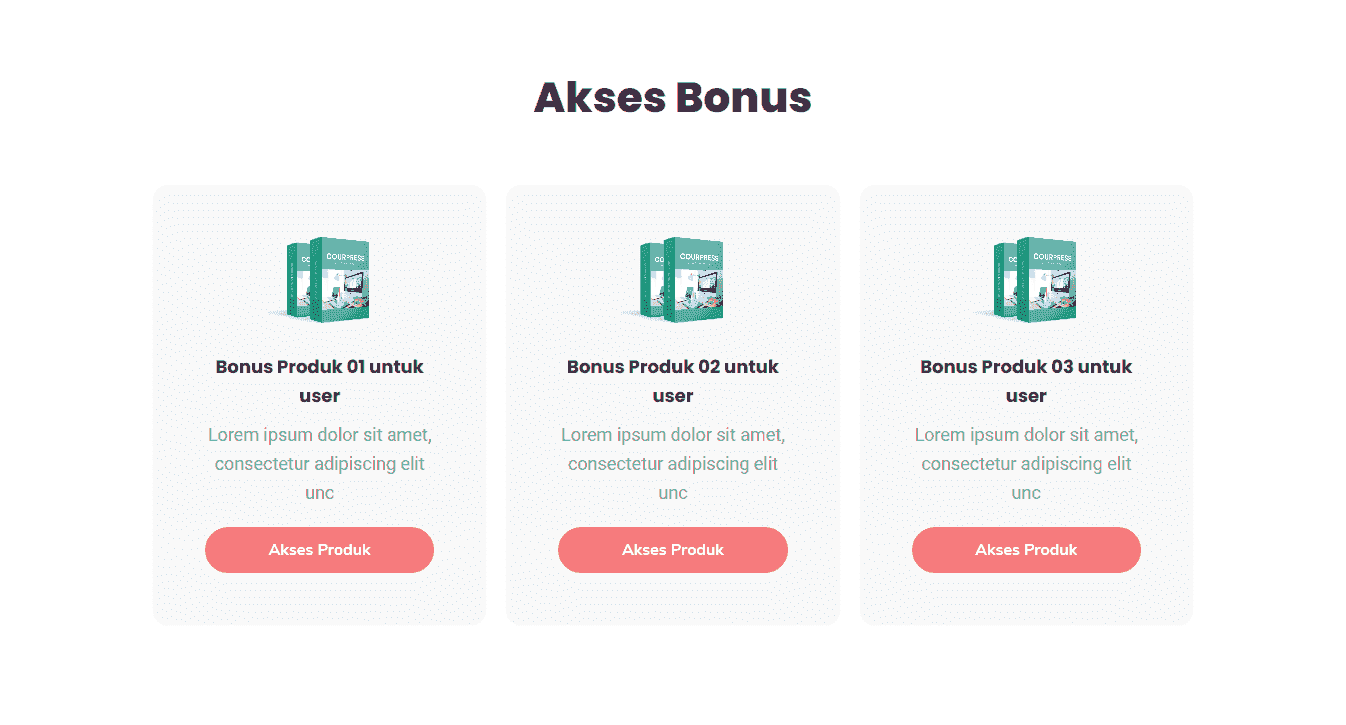 Akses Bonus
COURPRESS
Bonus Produk 01 untuk
user
Lorem ipsum dolor sit amet,
consectetur adipiscing elit
unc
Akses Produk
COURPRESS
Bonus Produk 02 untuk
user
Lorem ipsum dolor sit amet,
consectetur adipiscing elit
unc
Akses Produk
COURPRESS
Bonus Produk 03 untuk
user
Lorem ipsum dolor sit amet,
consectetur adipiscing elit
unc
Akses Produk